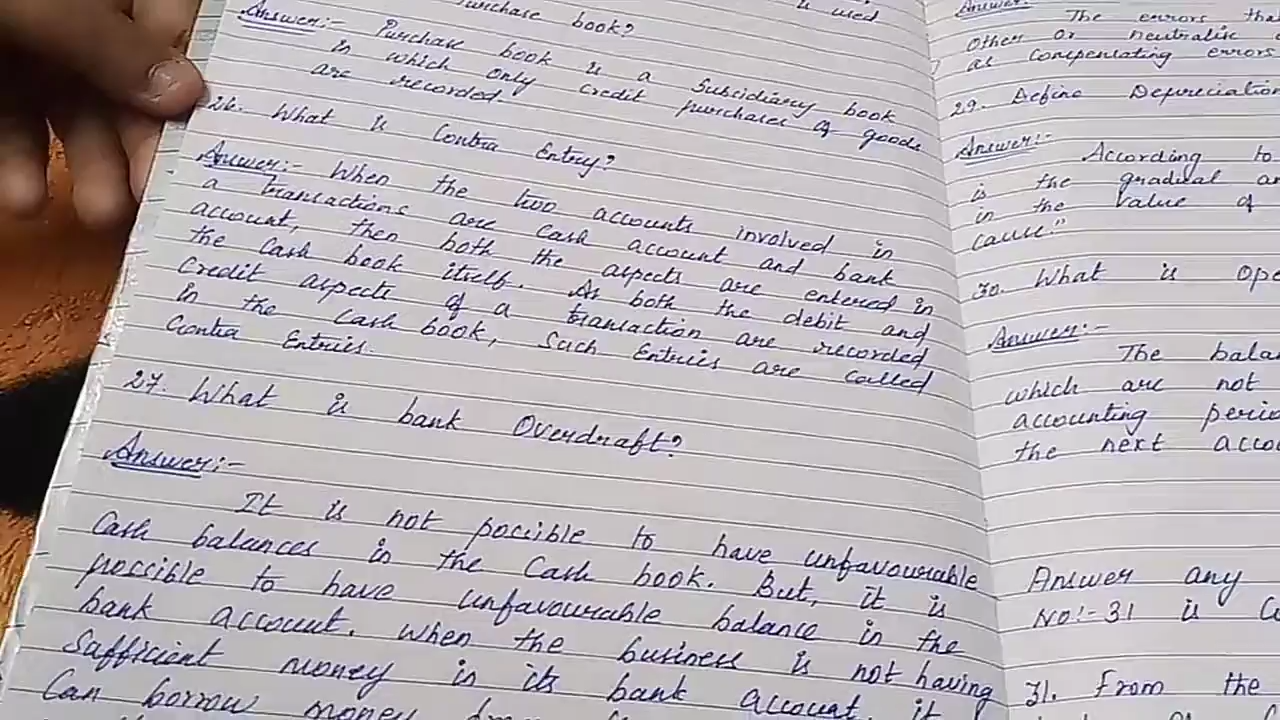 Purchase book?
is used
Answer:- Purchase book is a Subsidiary book
in which only credit purchases of goods
are recorded.
26. What is Contra Entry?
Answer:- When the two accounts involved in
a transactions are cash account and bank
account, then both the aspects are entered in
the cash book itself. As both the debit and
credit aspects of a transaction are recorded
in the cash book, Such Entries are called
Contra Entries.
27. What is bank Overdraft?
Answer:-
It is not possible to have unfavourable
Cash balances in the Cash book. But, it is
possible to have unfavourable balance in the
bank account. When the business is not having
Sufficient money in its bank account, it
Can borrow money
Answer:
The errors
Other or neutralise
as compensating errors
29. Define Depreciation
Answer:-
According to
is the gradual
in the value of
cause"
30. What is
Answer:-
The
which are not
accounting
the next
Answer any
No:- 31 is
31. From the